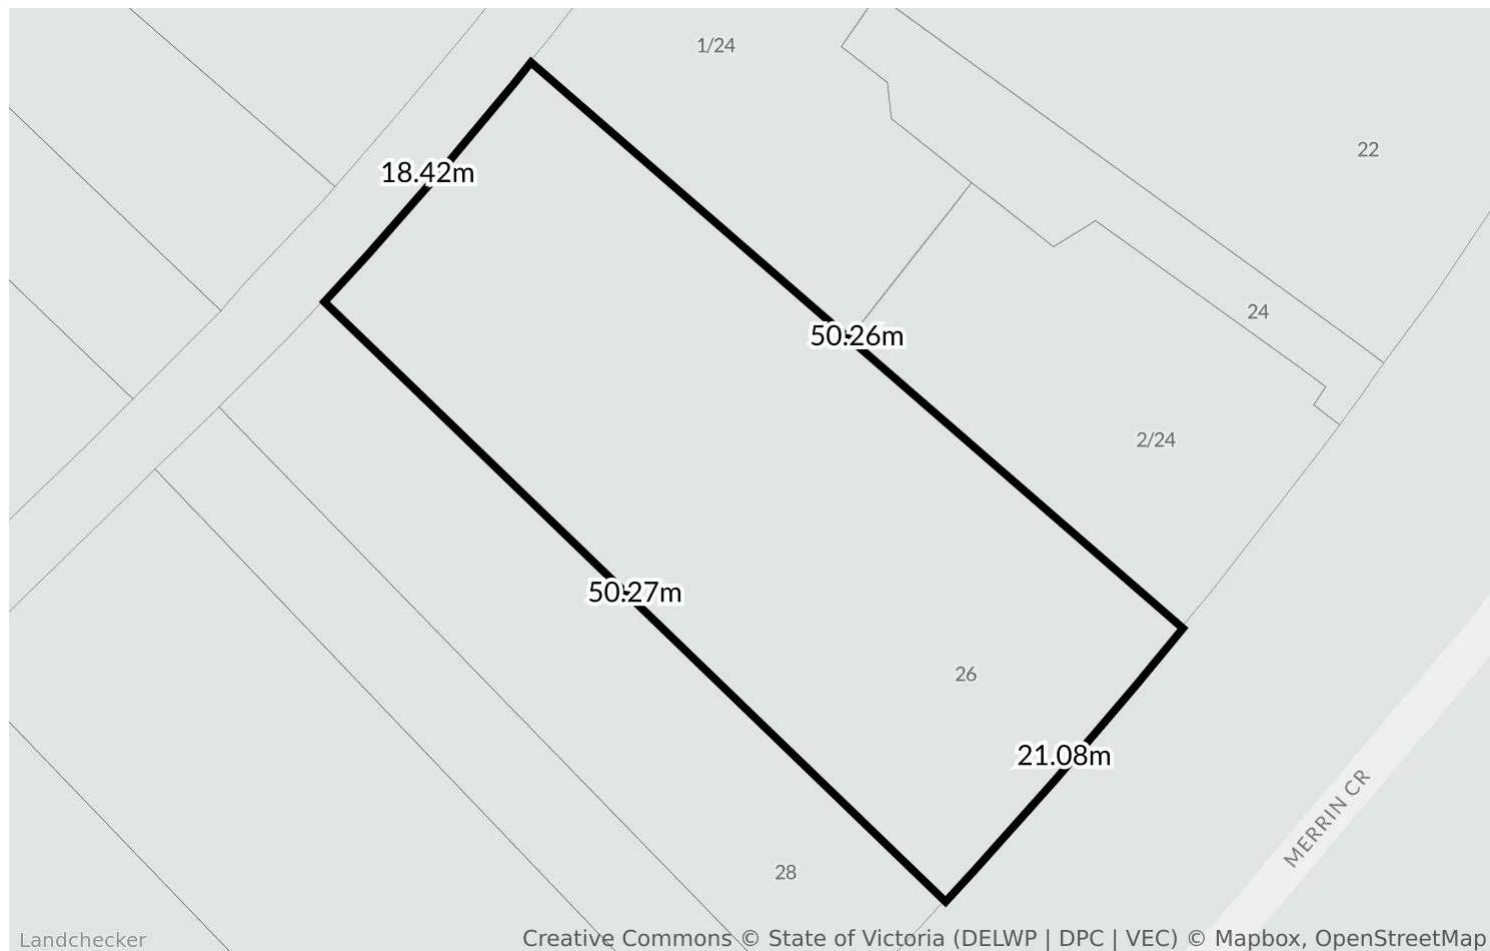 1/24
22
18.42m
24
50.26m
2/24
50.27m
26
21.08m
MERRIN CR
28
Landchecker
Creative Commons © State of Victoria (DELWP | DPC | VEC) © Mapbox, OpenStreetMap